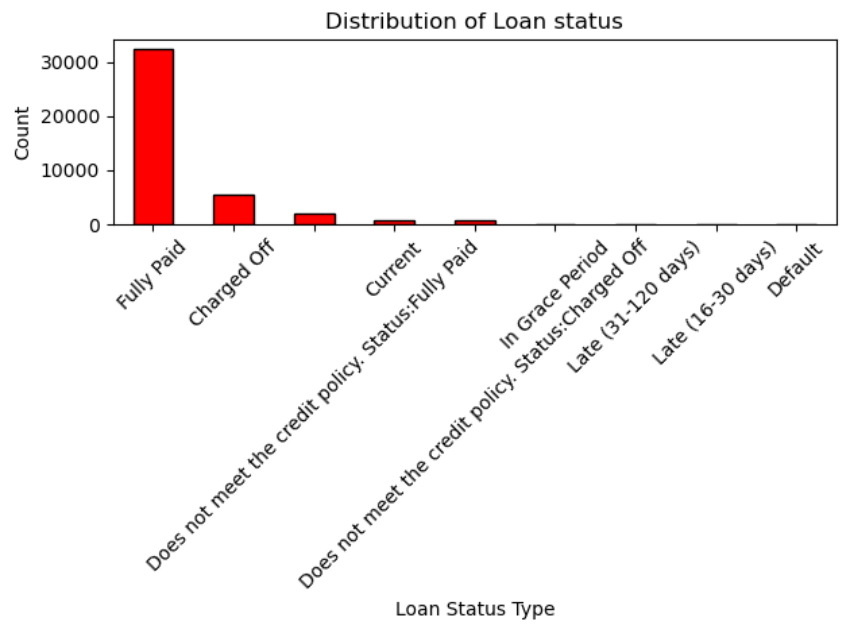 Distribution of Loan status
Count
30000
20000
10000
0
Fully Paid
Charged Off
Does not meet the credit policy. Status:Fully Paid
Current
Does not meet the credit policy. Status:Charged Off
In Grace Period
Late (31-120 days)
Late (16-30 days)
Default
Loan Status Type